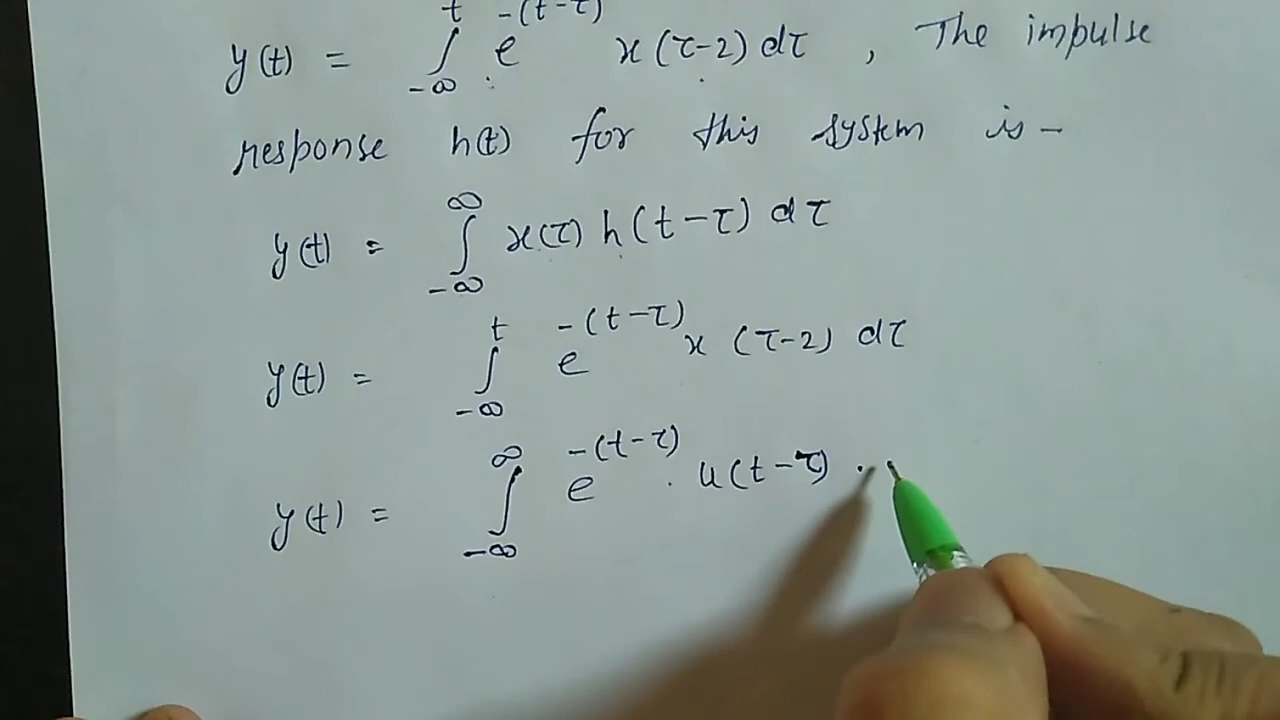 y(t) = ∫_{-∞}^{t} e^{-(t-τ)} x(τ-2) dτ , The impulse
response h(t) for this system is -
y(t) = ∫_{-∞}^{∞} x(τ) h(t-τ) dτ
y(t) = ∫_{-∞}^{t} e^{-(t-τ)} x (τ-2) dτ
y(t) = ∫_{-∞}^{∞} e^{-(t-τ)} . u(t-τ) .